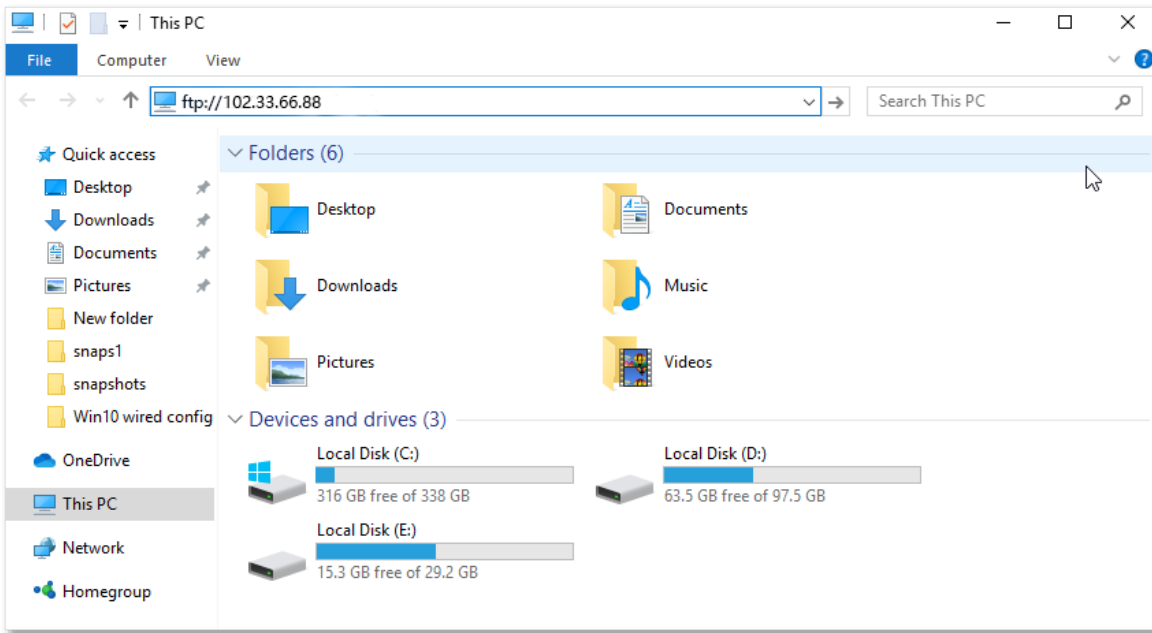 This PC
File Computer View
ftp://102.33.66.88 Search This PC
Quick access
Desktop
Downloads
Documents
Pictures
New folder
snaps1
snapshots
Win10 wired config
OneDrive
This PC
Network
Homegroup
Folders (6)
Desktop Documents
Downloads Music
Pictures Videos
Devices and drives (3)
Local Disk (C:) Local Disk (D:)
316 GB free of 338 GB 63.5 GB free of 97.5 GB
Local Disk (E:)
15.3 GB free of 29.2 GB